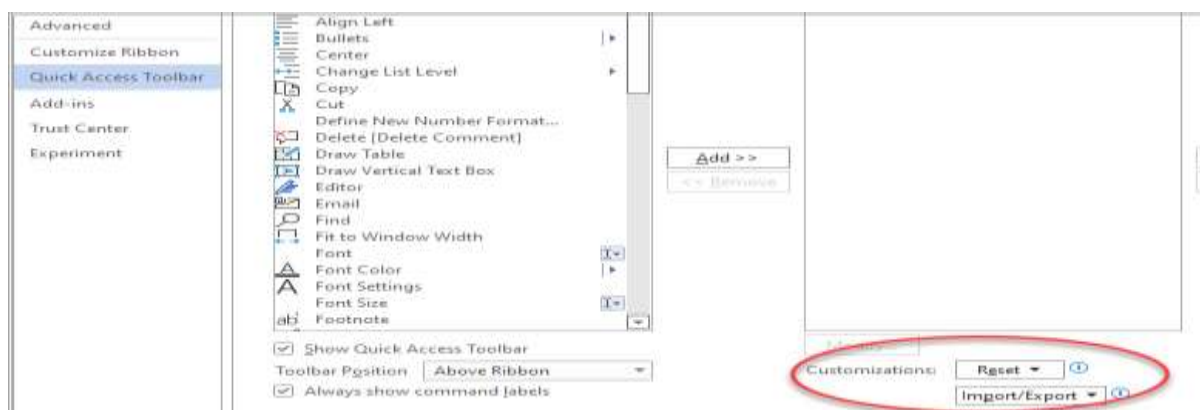 Advanced
Customize Ribbon
Quick Access Toolbar
Add-ins
Trust Center
Experiment
Align Left
Bullets
Center
Change List Level
Copy
Cut
Define New Number Format...
Delete [Delete Comment]
Draw Table
Draw Vertical Text Box
Editor
Email
Find
Fit to Window Width
Font
Font Color
Font Settings
Font Size
ab Footnote
Show Quick Access Toolbar
Toolbar Position Above Ribbon
Always show command labels
Add >>
<< Remove
Modify...
Customizations: Reset
Import/Export